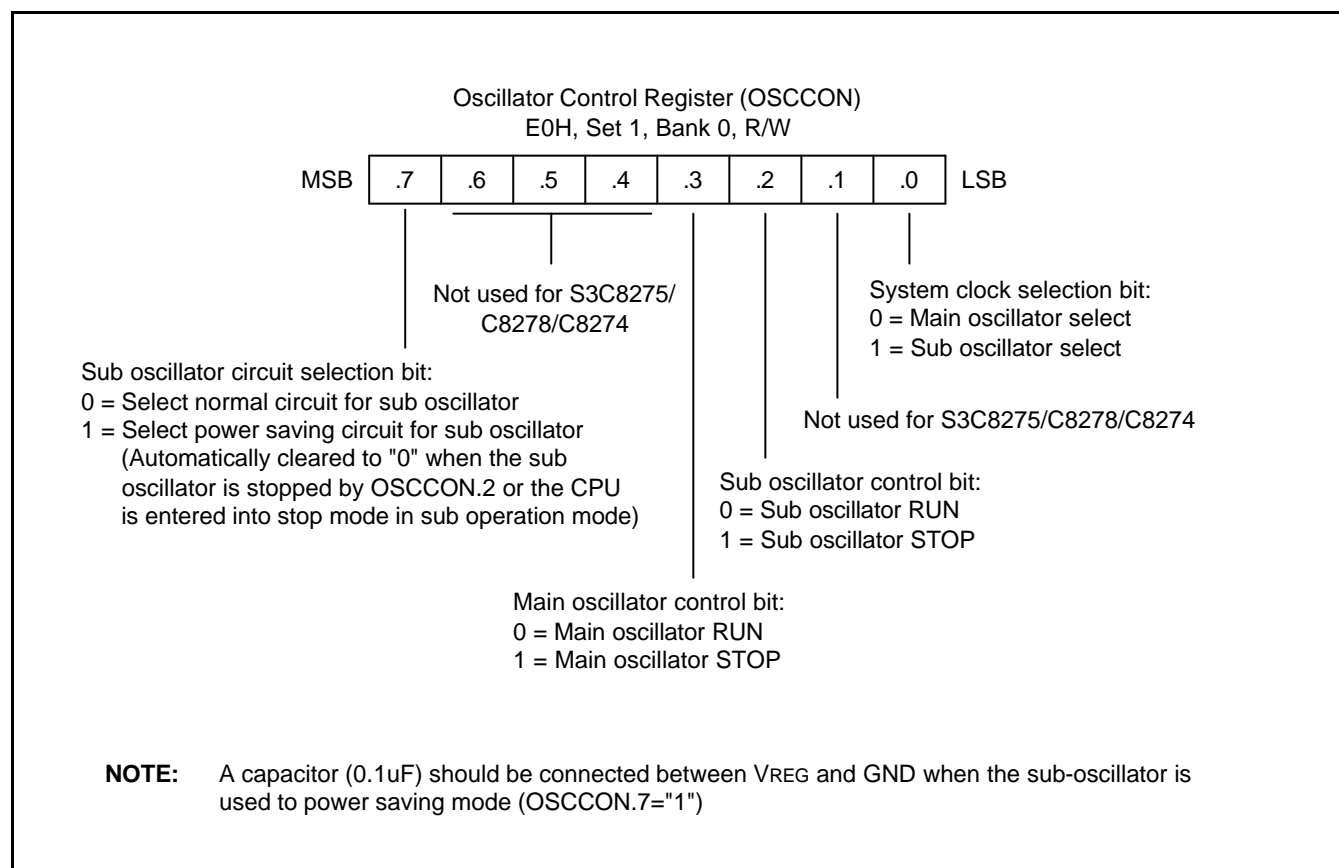 Oscillator Control Register (OSCCON)
E0H, Set 1, Bank 0, R/W
MSB .7 .6 .5 .4 .3 .2 .1 .0 LSB
Not used for S3C8275/
C8278/C8274
System clock selection bit:
0 = Main oscillator select
1 = Sub oscillator select
Sub oscillator circuit selection bit:
0 = Select normal circuit for sub oscillator
1 = Select power saving circuit for sub oscillator
(Automatically cleared to "0" when the sub
oscillator is stopped by OSCCON.2 or the CPU
is entered into stop mode in sub operation mode)
Not used for S3C8275/C8278/C8274
Sub oscillator control bit:
0 = Sub oscillator RUN
1 = Sub oscillator STOP
Main oscillator control bit:
0 = Main oscillator RUN
1 = Main oscillator STOP
NOTE: A capacitor (0.1uF) should be connected between VREG and GND when the sub-oscillator is
used to power saving mode (OSCCON.7="1")